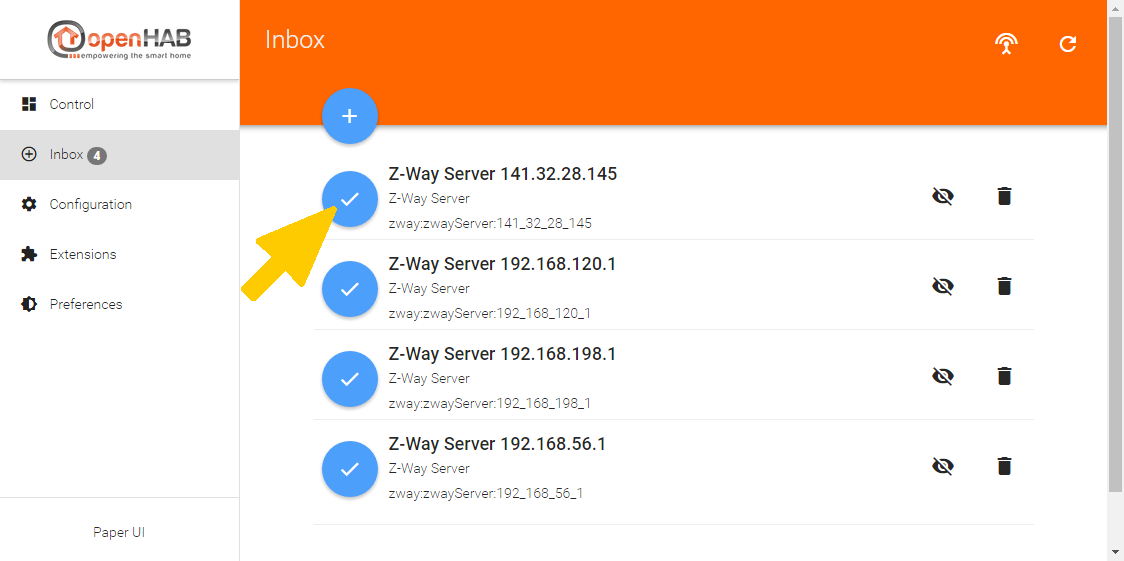 openHAB
empowering the smart home
Control
Inbox 4
Configuration
Extensions
Preferences
Paper UI
Inbox
Z-Way Server 141.32.28.145
Z-Way Server
zway:zwayServer:141_32_28_145
Z-Way Server 192.168.120.1
Z-Way Server
zway:zwayServer:192_168_120_1
Z-Way Server 192.168.198.1
Z-Way Server
zway:zwayServer:192_168_198_1
Z-Way Server 192.168.56.1
Z-Way Server
zway:zwayServer:192_168_56_1